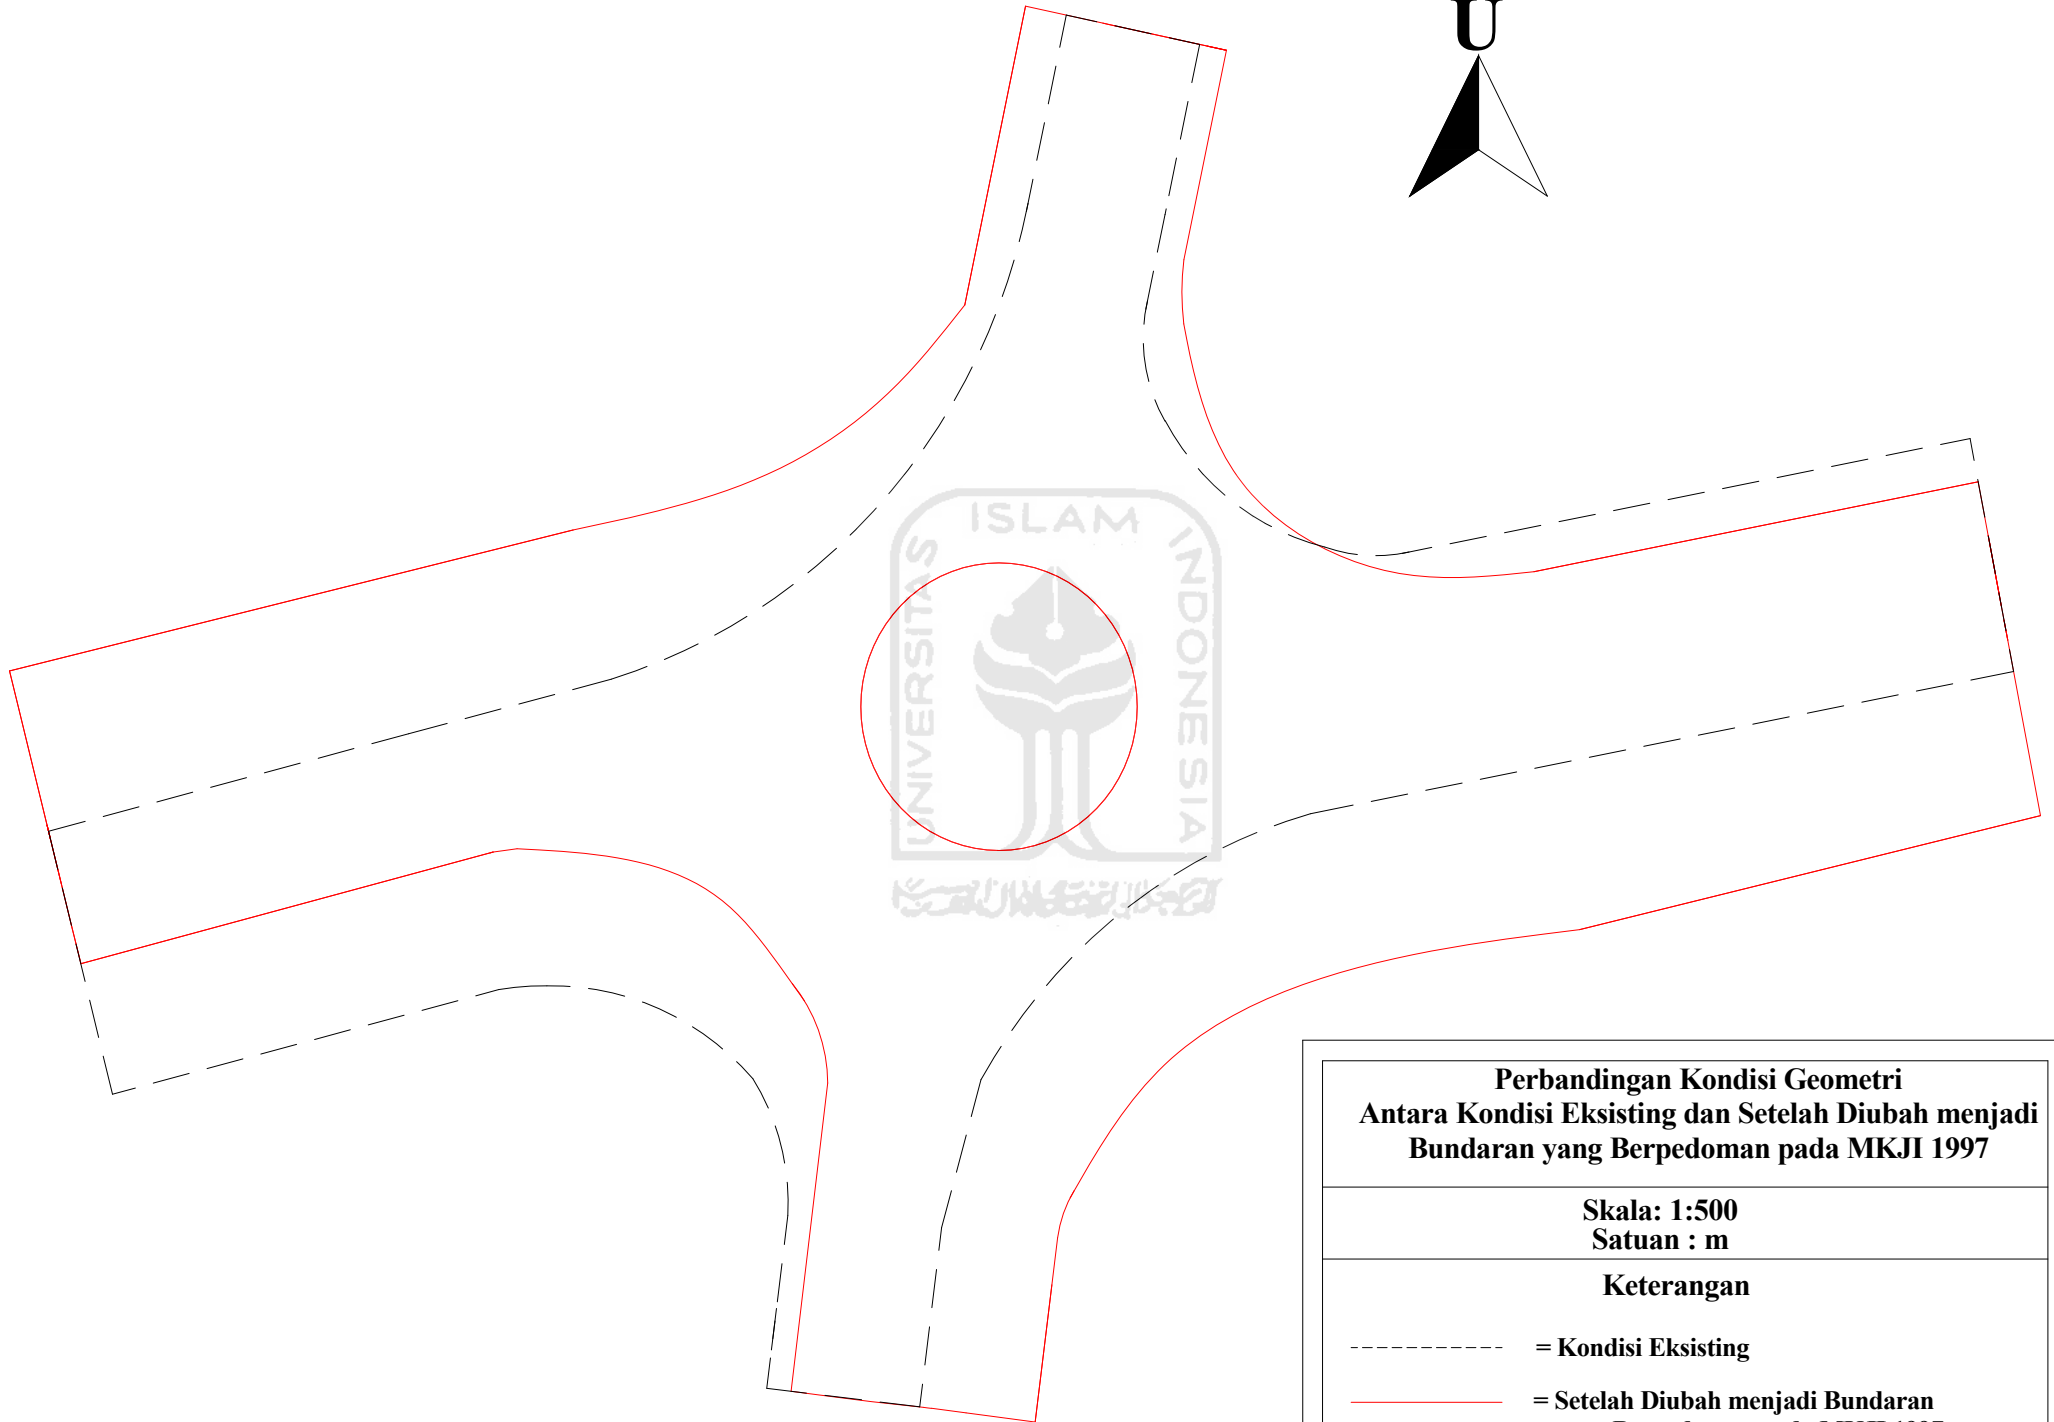 U
ISLAM
UNIVERSITAS
INDONESIA
Perbandingan Kondisi Geometri
Antara Kondisi Eksisting dan Setelah Diubah menjadi
Bundaran yang Berpedoman pada MKJI 1997
Skala: 1:500
Satuan : m
Keterangan
= Kondisi Eksisting
= Setelah Diubah menjadi Bundaran